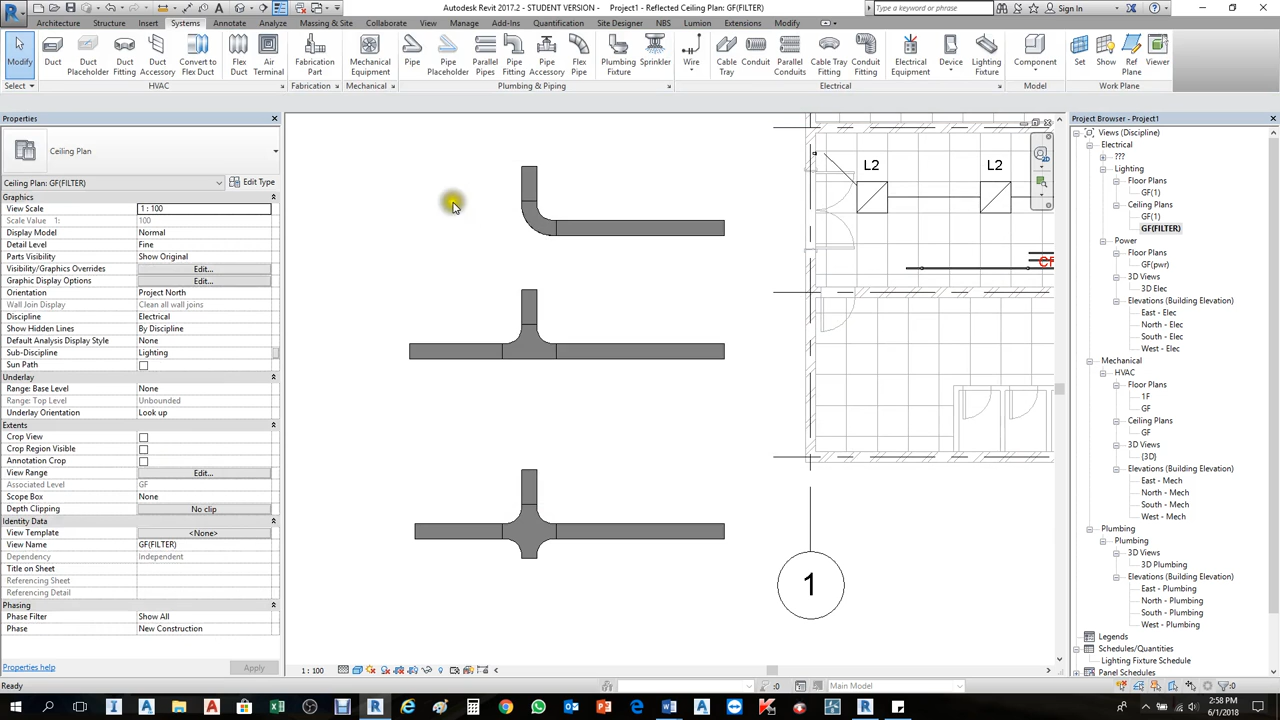 Autodesk Revit 2017.2 - STUDENT VERSION - Project1 - Reflected Ceiling Plan: GF(FILTER)
Type a keyword or phrase
Sign In
Architecture Structure Insert Systems Annotate Analyze Massing & Site Collaborate View Manage Add-Ins Quantification Site Designer NBS Lumion Extensions Modify
Modify
Duct
Duct Placeholder
Duct Fitting
Duct Accessory
Convert to Flex Duct
Flex Duct
Air Terminal
Fabrication Part
Mechanical Equipment
Pipe
Pipe Placeholder
Parallel Pipes
Pipe Fitting
Pipe Accessory
Flex Pipe
Plumbing Fixture
Sprinkler
Wire
Cable Tray
Conduit
Parallel Conduits
Cable Tray Fitting
Conduit Fitting
Electrical Equipment
Device
Lighting Fixture
Component
Set
Show
Ref Plane
Viewer
Select HVAC Fabrication Mechanical Plumbing & Piping Electrical Model Work Plane
Properties
Ceiling Plan
Ceiling Plan: GF(FILTER) Edit Type
Graphics
View Scale 1 : 100
Scale Value 1: 100
Display Model Normal
Detail Level Fine
Parts Visibility Show Original
Visibility/Graphics Overrides Edit...
Graphic Display Options Edit...
Orientation Project North
Wall Join Display Clean all wall joins
Discipline Electrical
Show Hidden Lines By Discipline
Default Analysis Display Style None
Sub-Discipline Lighting
Sun Path
Underlay
Range: Base Level None
Range: Top Level Unbounded
Underlay Orientation Look up
Extents
Crop View
Crop Region Visible
Annotation Crop
View Range Edit...
Associated Level GF
Scope Box None
Depth Clipping No clip
Identity Data
View Template <None>
View Name GF(FILTER)
Dependency Independent
Title on Sheet
Referencing Sheet
Referencing Detail
Phasing
Phase Filter Show All
Phase New Construction
Properties help Apply
L2
L2
1
1 : 100
Project Browser - Project1
Views (Discipline)
Electrical
???
Lighting
Floor Plans
GF(1)
Ceiling Plans
GF(1)
GF(FILTER)
Power
Floor Plans
GF(pwr)
3D Views
3D Elec
Elevations (Building Elevation)
East - Elec
North - Elec
South - Elec
West - Elec
Mechanical
HVAC
Floor Plans
1F
GF
Ceiling Plans
GF
3D Views
{3D}
Elevations (Building Elevation)
East - Mech
North - Mech
South - Mech
West - Mech
Plumbing
Plumbing
3D Views
3D Plumbing
Elevations (Building Elevation)
East - Plumbing
North - Plumbing
South - Plumbing
West - Plumbing
Legends
Schedules/Quantities
Lighting Fixture Schedule
Panel Schedules
Ready
:0
Main Model
:0
2:58 PM
6/1/2018